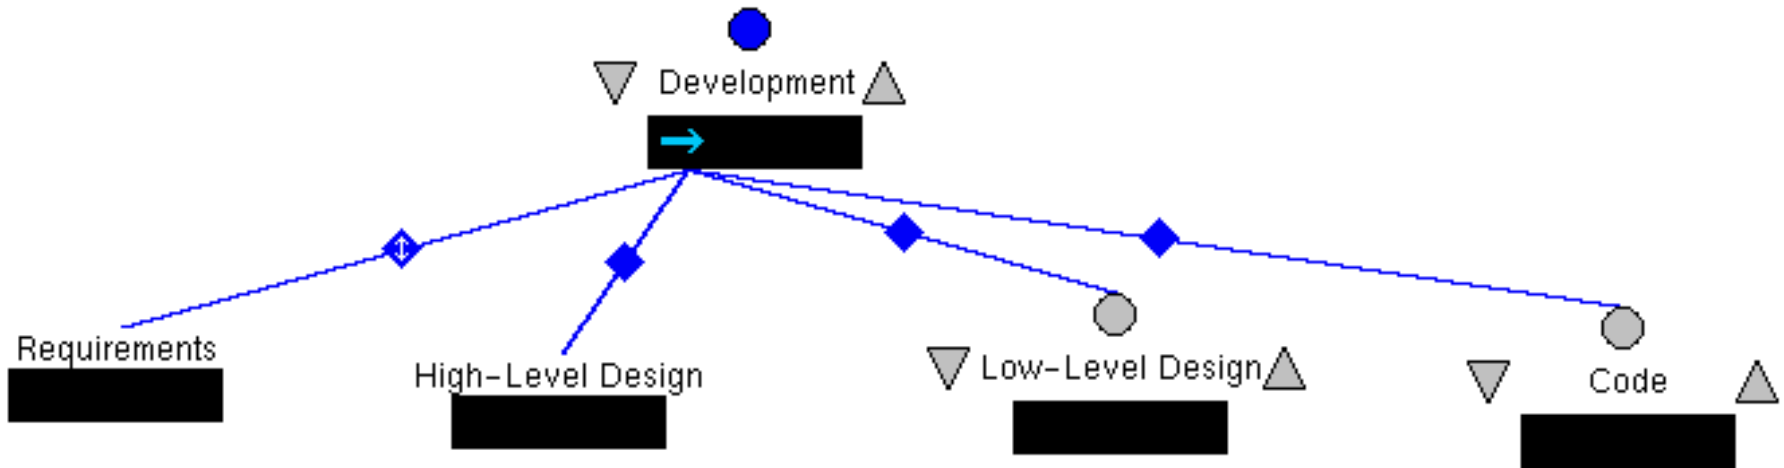 Development
Requirements
High-Level Design
Low-Level Design
Code